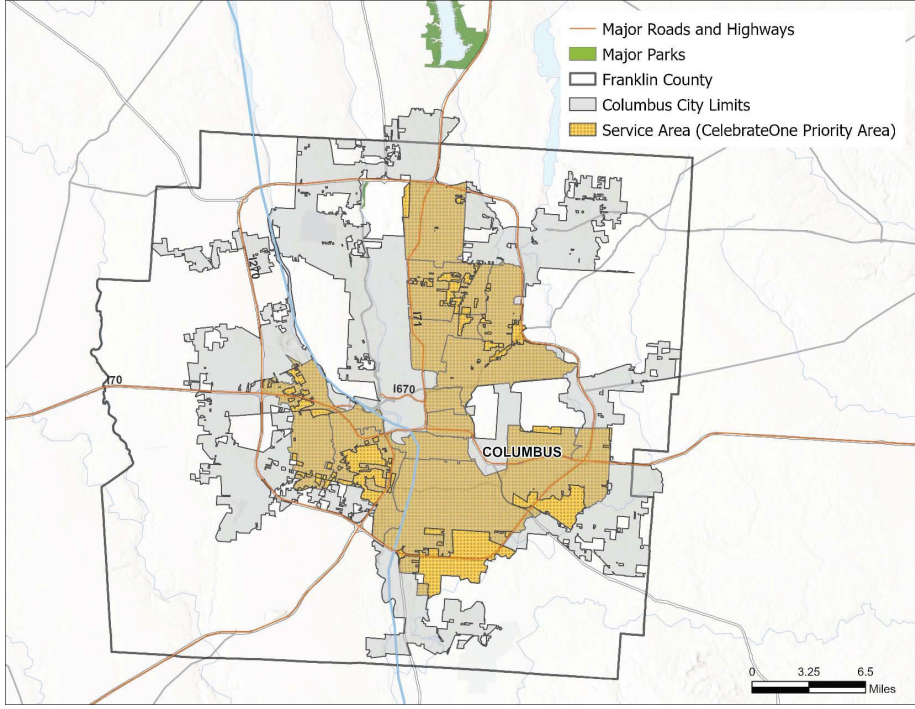 Major Roads and Highways
Major Parks
Franklin County
Columbus City Limits
Service Area (CelebrateOne Priority Area)
I270
I71
I70
I670
COLUMBUS
0 3.25 6.5
Miles